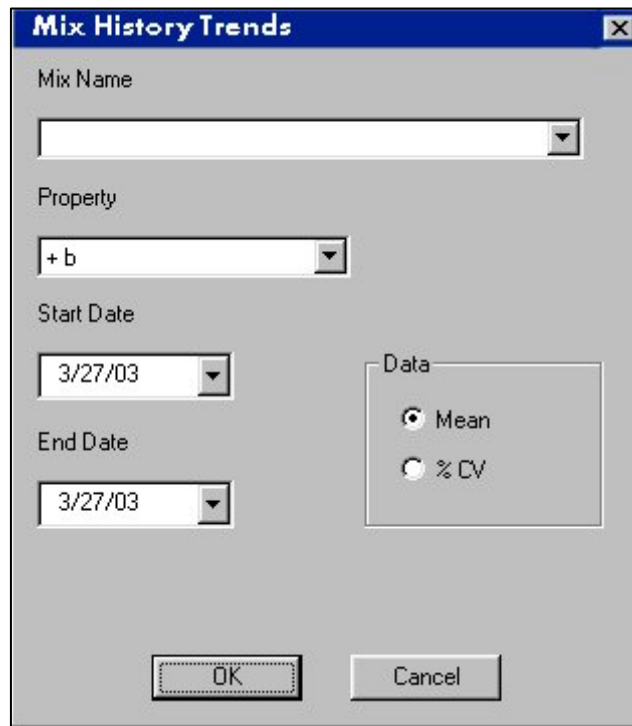 Mix History Trends
Mix Name
Property
+ b
Start Date
3/27/03
Data
Mean
% CV
End Date
3/27/03
OK
Cancel